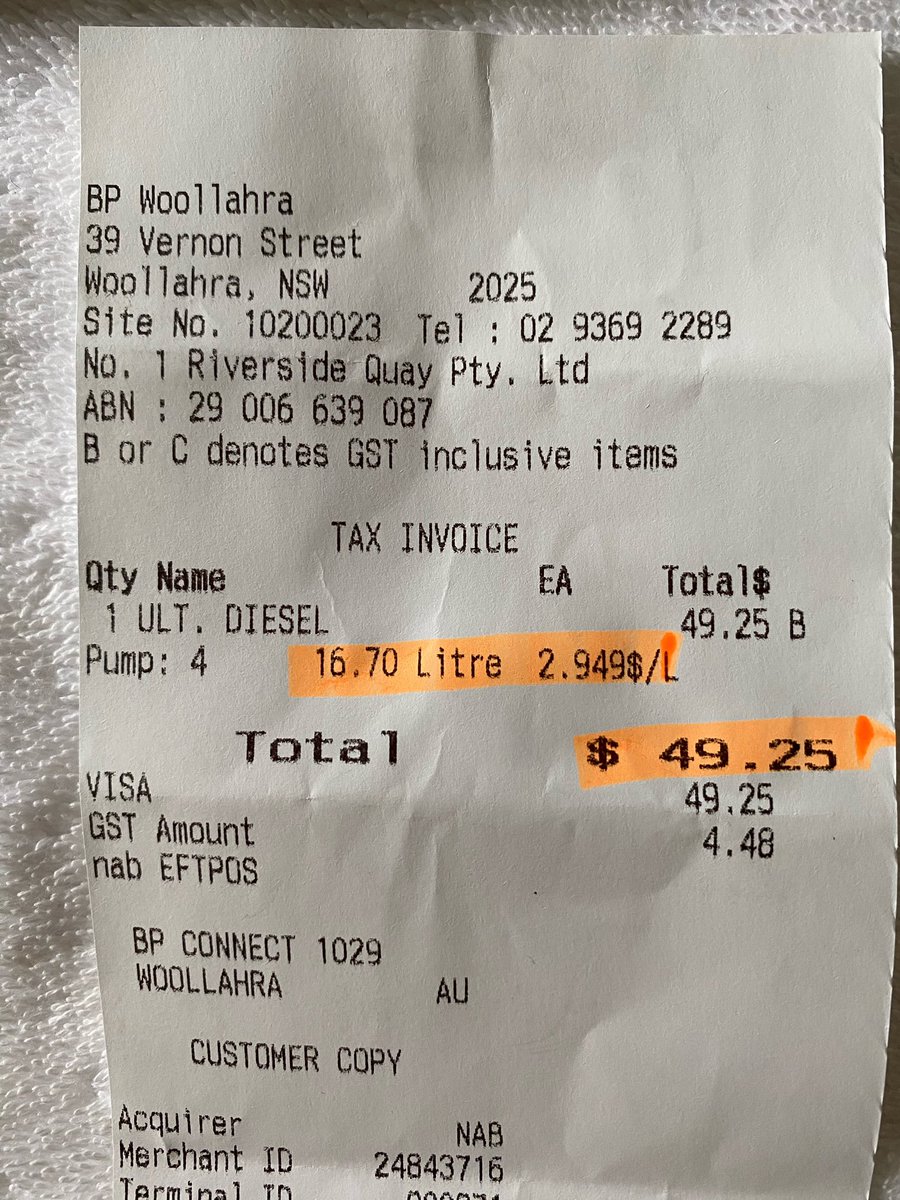 BP Woollahra
39 Vernon Street
Woollahra, NSW 2025
Site No. 10200023 Tel : 02 9369 2289
No. 1 Riverside Quay Pty. Ltd
ABN : 29 006 639 087
B or C denotes GST inclusive items
TAX INVOICE
Qty Name EA Total$
1 ULT. DIESEL 49.25 B
Pump: 4 16.70 Litre 2.949$/L
Total $ 49.25
VISA 49.25
GST Amount 4.48
nab EFTPOS
BP CONNECT 1029
WOOLLAHRA AU
CUSTOMER COPY
Acquirer NAB
Merchant ID 24843716
Terminal ID